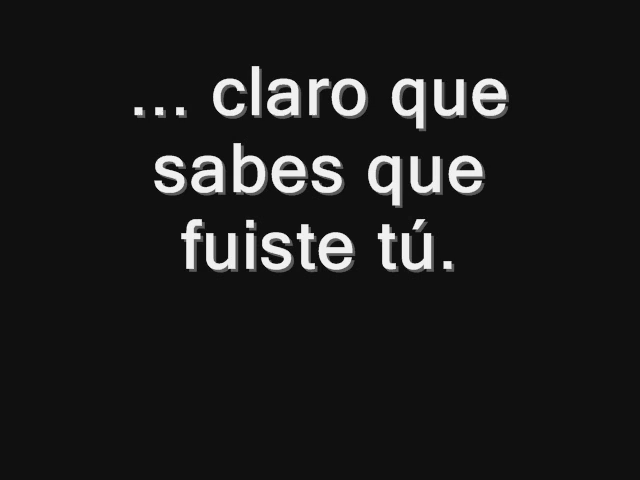 ... claro que
sabes que
fuiste tú.